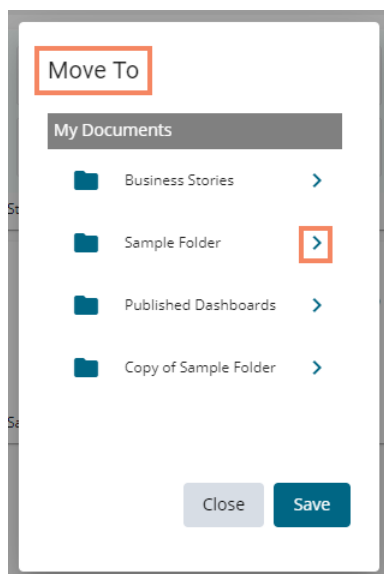 Move To
My Documents
Business Stories
Sample Folder
Published Dashboards
Copy of Sample Folder
Close
Save